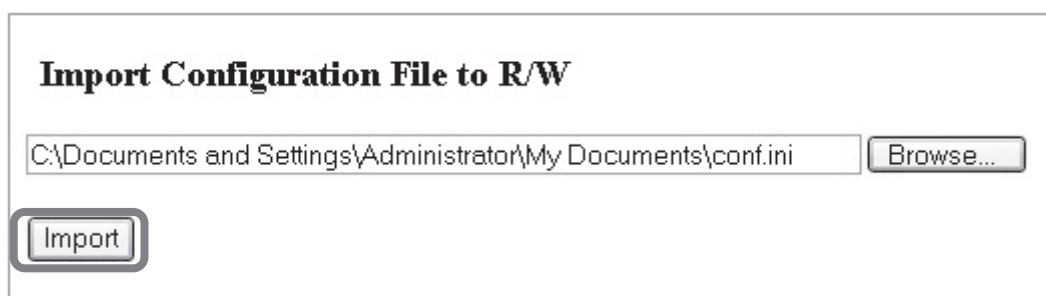 Import Configuration File to R/W
C:\Documents and Settings\Administrator\My Documents\conf.ini Browse...
Import